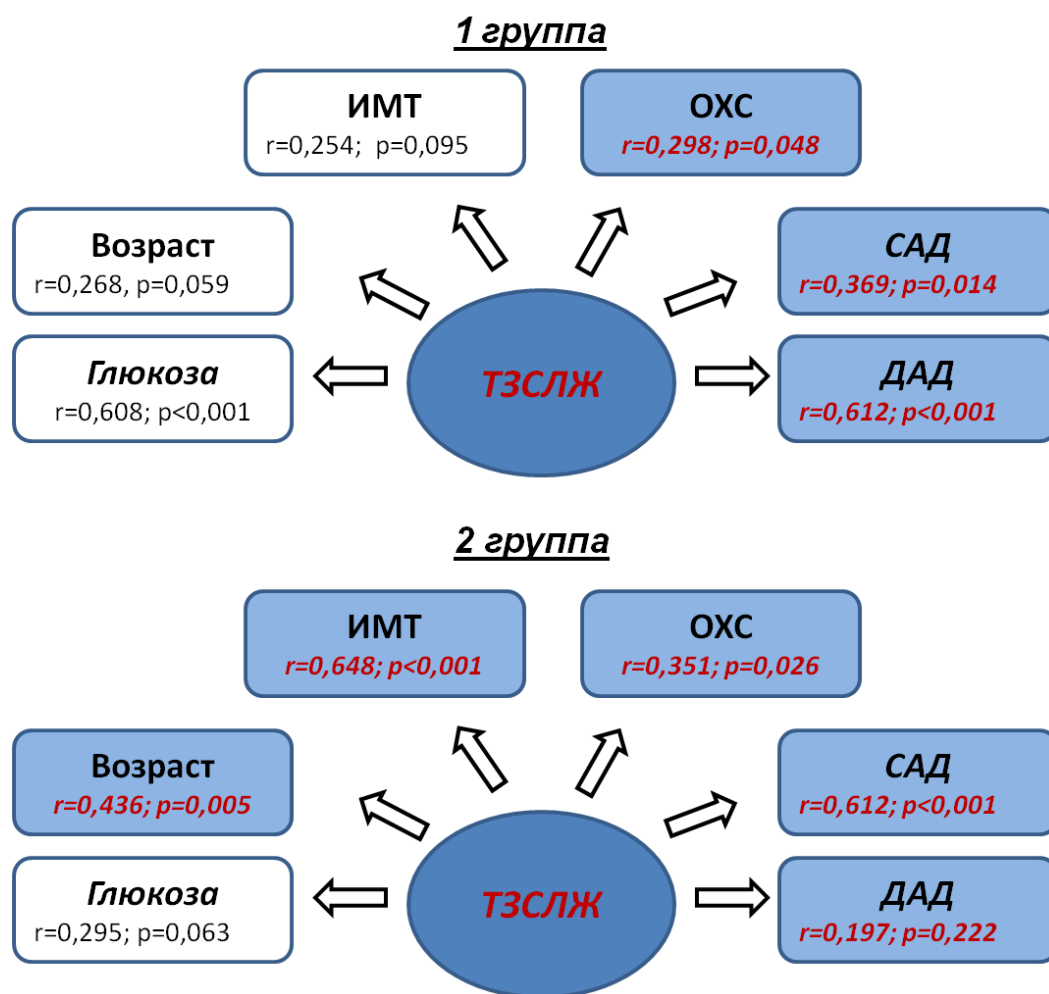 1 группа
ИМТ
r=0,254; p=0,095
ОХС
r=0,298; p=0,048
Возраст
r=0,268, p=0,059
САД
r=0,369; p=0,014
Глюкоза
r=0,608; p<0,001
ТЗСЛЖ
ДАД
r=0,612; p<0,001
2 группа
ИМТ
r=0,648; p<0,001
ОХС
r=0,351; p=0,026
Возраст
r=0,436; p=0,005
САД
r=0,612; p<0,001
Глюкоза
r=0,295; p=0,063
ТЗСЛЖ
ДАД
r=0,197; p=0,222